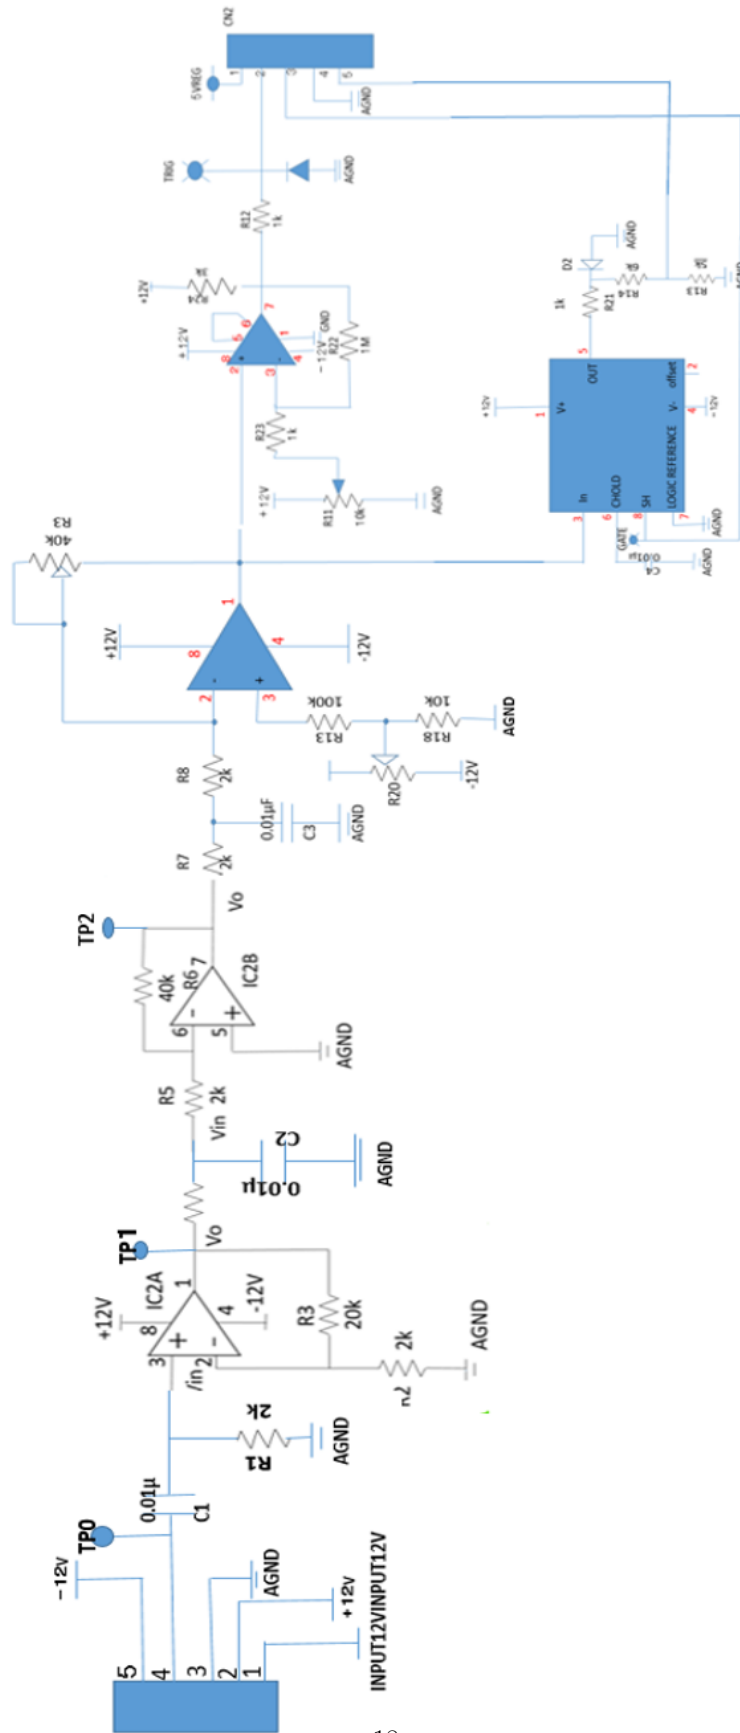 CN2
5VREG
1
2
3
4
5
AGND
TRIG
AGND
R12
1k
+12V
R24
1k
+12V
8
5
6
7
2
+
-
3
1
4
GND
-12V
R22
1M
R23
1k
+12V
R11
10k
AGND
D2
AGND
1k
R21
R14
R13
AGND
5
OUT
+12V
1
V+
offset
2
V-
4
-12V
In
CHOLD
SH
LOGIC REFERENCE
3
6
8
7
GATE
0.01µ
C4
AGND
AGND
R3
40k
1
+12V
8
4
-12V
-
+
2
3
100k
R13
10k
R18
AGND
R20
-12V
R8
2k
0.01µF
C3
AGND
R7
2k
Vo
TP2
40k
R6
7
IC2B
-
+
6
5
AGND
R5
2k
Vin
C2
0.01µ
AGND
TP1
Vo
IC2A
1
+12V
8
4
-12V
+
-
3
2
/in
R3
20k
2k
AGND
2k
R1
AGND
0.01µ
C1
TP0
-12V
AGND
+12V
INPUT12VINPUT12V
5
4
3
2
1